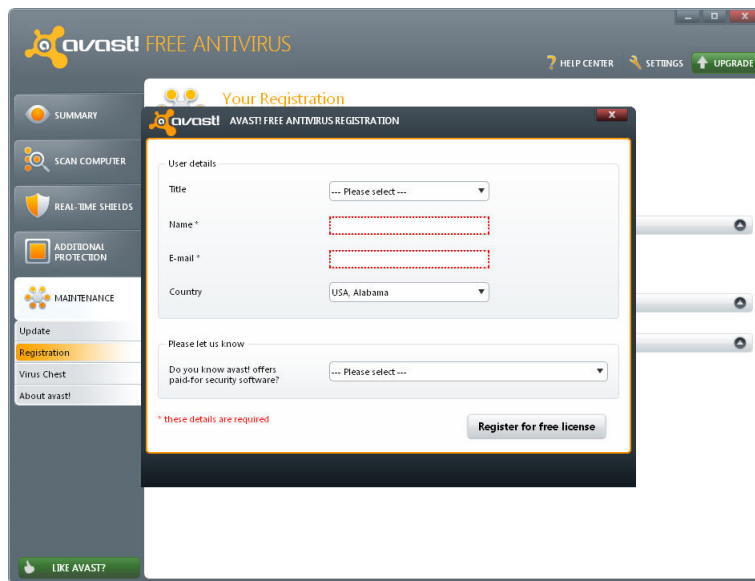 avast! FREE ANTIVIRUS
HELP CENTER
SETTINGS
UPGRADE
SUMMARY
SCAN COMPUTER
REAL-TIME SHIELDS
ADDITIONAL
PROTECTION
MAINTENANCE
Update
Registration
Virus Chest
About avast!
LIKE AVAST?
Your Registration
avast! AVAST! FREE ANTIVIRUS REGISTRATION
User details
Title
--- Please select ---
Name *
E-mail *
Country
USA, Alabama
Please let us know
Do you know avast! offers
paid-for security software?
--- Please select ---
* these details are required
Register for free license